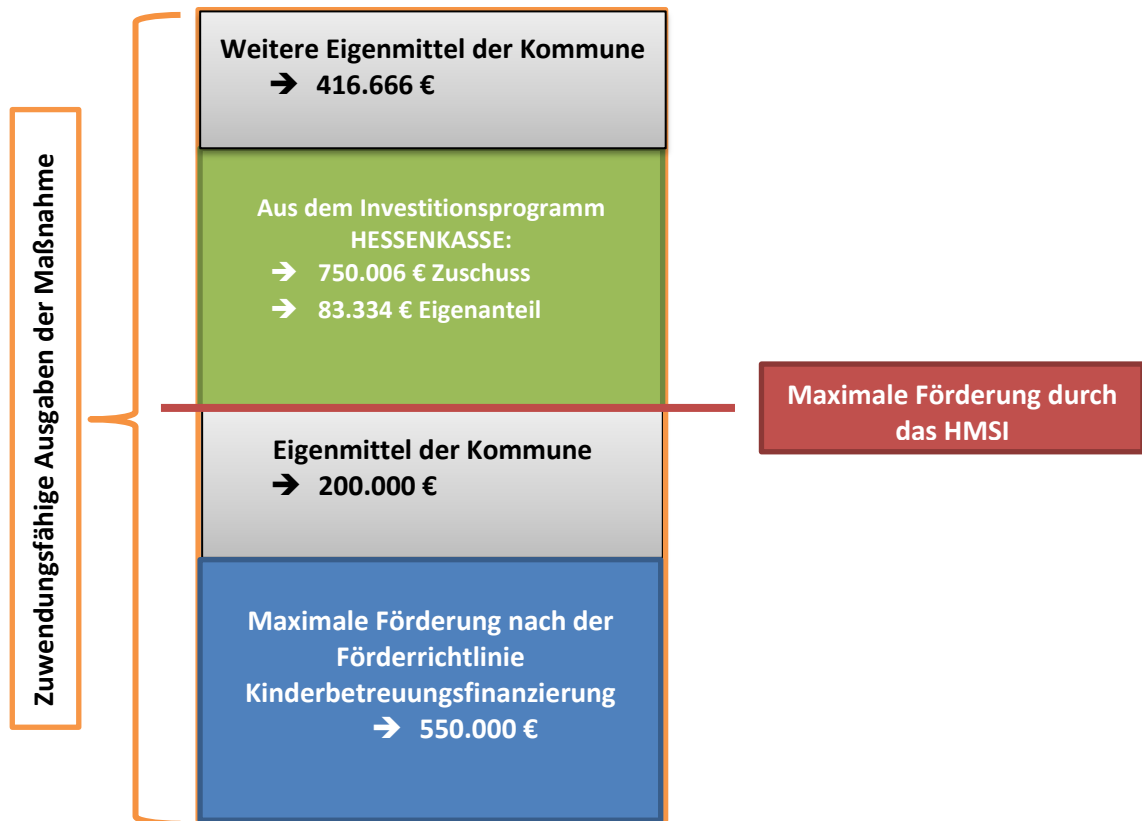 Zuwendungsfähige Ausgaben der Maßnahme
Weitere Eigenmittel der Kommune
➔ 416.666 €
Aus dem Investitionsprogramm
HESSENKASSE:
➔ 750.006 € Zuschuss
➔ 83.334 € Eigenanteil
Maximale Förderung durch
das HMSI
Eigenmittel der Kommune
➔ 200.000 €
Maximale Förderung nach der
Förderrichtlinie
Kinderbetreuungsfinanzierung
➔ 550.000 €